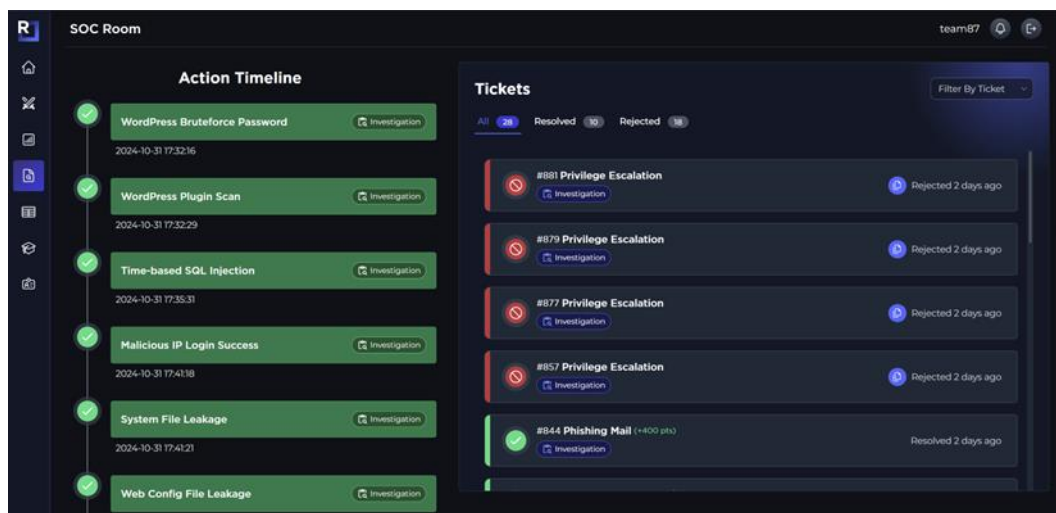 R
SOC Room
team87
Action Timeline
WordPress Bruteforce Password
Investigation
2024-10-31 17:32:16
WordPress Plugin Scan
Investigation
2024-10-31 17:32:29
Time-based SQL Injection
Investigation
2024-10-31 17:35:31
Malicious IP Login Success
Investigation
2024-10-31 17:41:18
System File Leakage
Investigation
2024-10-31 17:41:21
Web Config File Leakage
Investigation
Tickets
Filter By Ticket
All 28 Resolved 10 Rejected 18
#881 Privilege Escalation
Investigation
Rejected 2 days ago
#879 Privilege Escalation
Investigation
Rejected 2 days ago
#877 Privilege Escalation
Investigation
Rejected 2 days ago
#857 Privilege Escalation
Investigation
Rejected 2 days ago
#844 Phishing Mail (+400 pts)
Investigation
Resolved 2 days ago